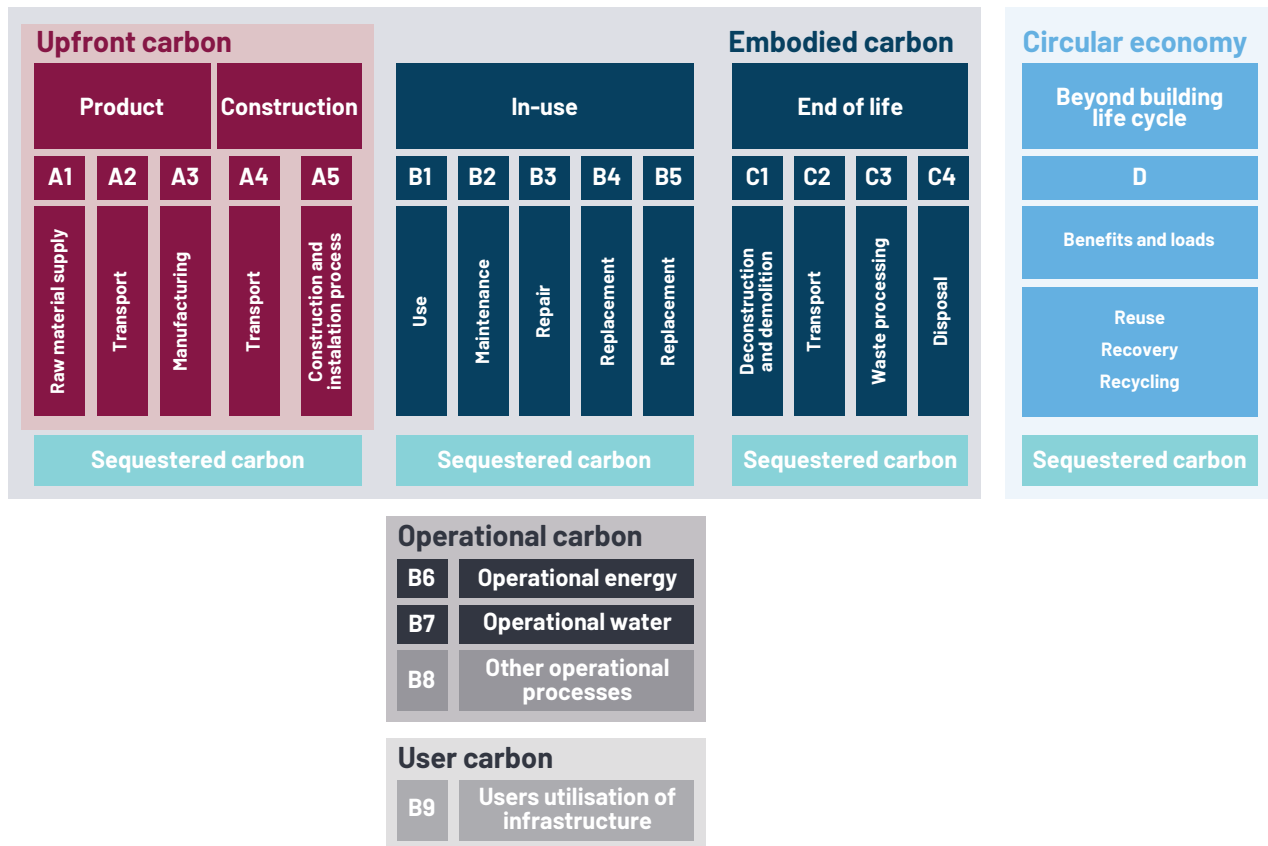 Upfront carbon
Embodied carbon
Circular economy
Product
Construction
In-use
End of life
Beyond building
life cycle
A1
A2
A3
A4
A5
B1
B2
B3
B4
B5
C1
C2
C3
C4
D
Raw material supply
Transport
Manufacturing
Transport
Construction and
instalation process
Use
Maintenance
Repair
Replacement
Replacement
Deconstruction
and demolition
Transport
Waste processing
Disposal
Benefits and loads
Reuse
Recovery
Recycling
Sequestered carbon
Sequestered carbon
Sequestered carbon
Sequestered carbon
Operational carbon
B6
Operational energy
B7
Operational water
B8
Other operational
processes
User carbon
B9
Users utilisation of
infrastructure